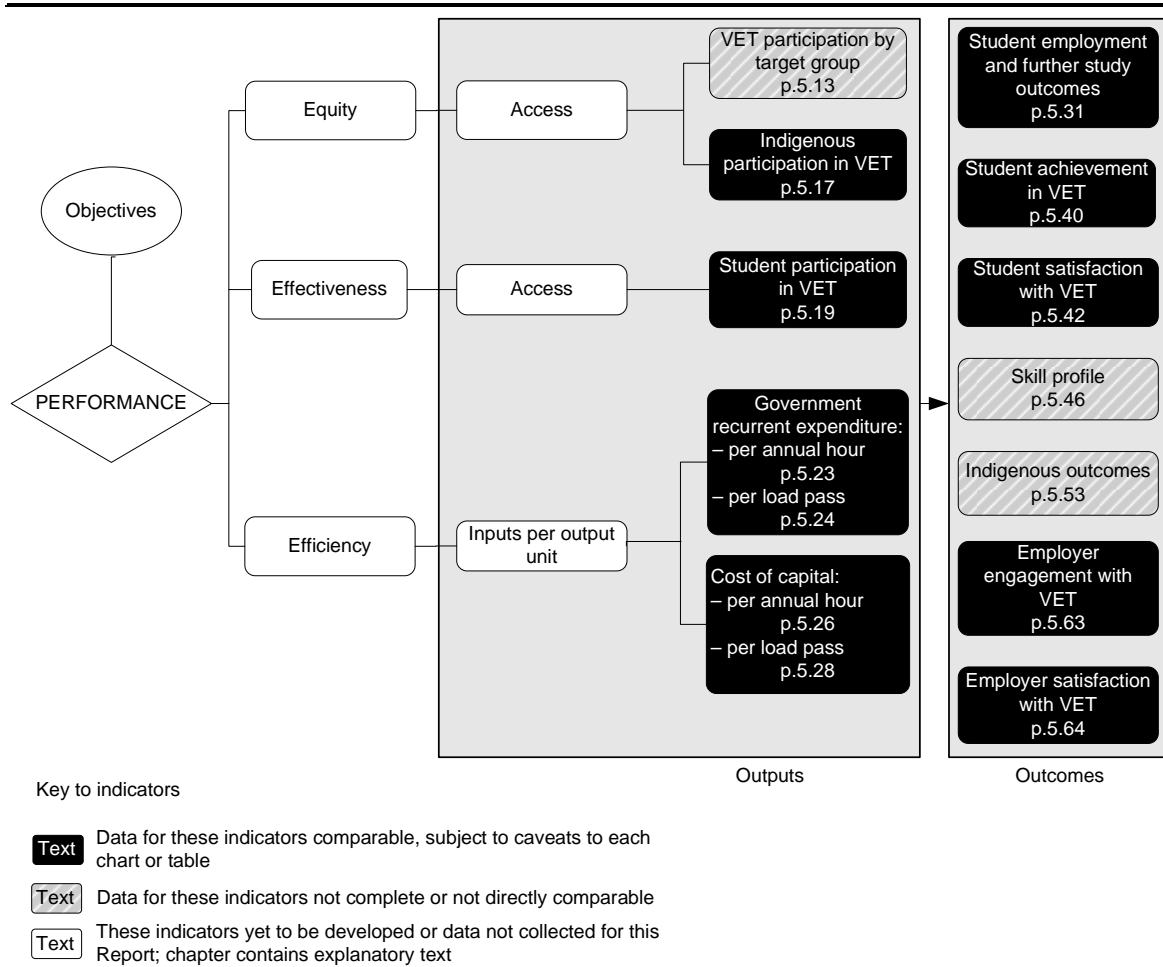 Objectives
PERFORMANCE
Equity
Access
VET participation by
target group
p.5.13
Indigenous
participation in VET
p.5.17
Effectiveness
Access
Student participation
in VET
p.5.19
Efficiency
Inputs per output
unit
Government
recurrent expenditure:
– per annual hour
p.5.23
– per load pass
p.5.24
Cost of capital:
– per annual hour
p.5.26
– per load pass
p.5.28
Outputs
Student employment
and further study
outcomes
p.5.31
Student achievement
in VET
p.5.40
Student satisfaction
with VET
p.5.42
Skill profile
p.5.46
Indigenous outcomes
p.5.53
Employer
engagement with
VET
p.5.63
Employer satisfaction
with VET
p.5.64
Outcomes
Key to indicators
Text
Data for these indicators comparable, subject to caveats to each
chart or table
Text
Data for these indicators not complete or not directly comparable
Text
These indicators yet to be developed or data not collected for this
Report; chapter contains explanatory text